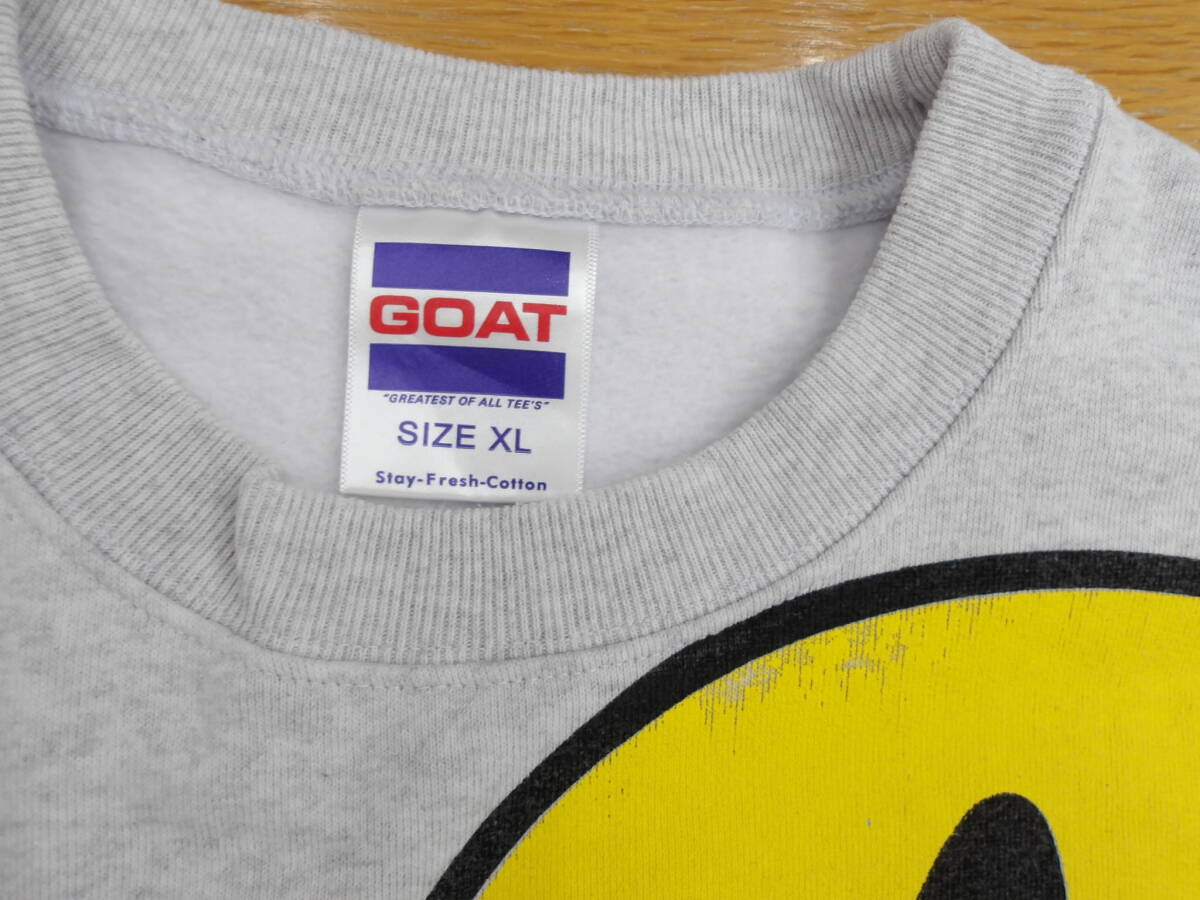 GOAT
"GREATEST OF ALL TEE'S"
SIZE XL
Stay-Fresh-Cotton